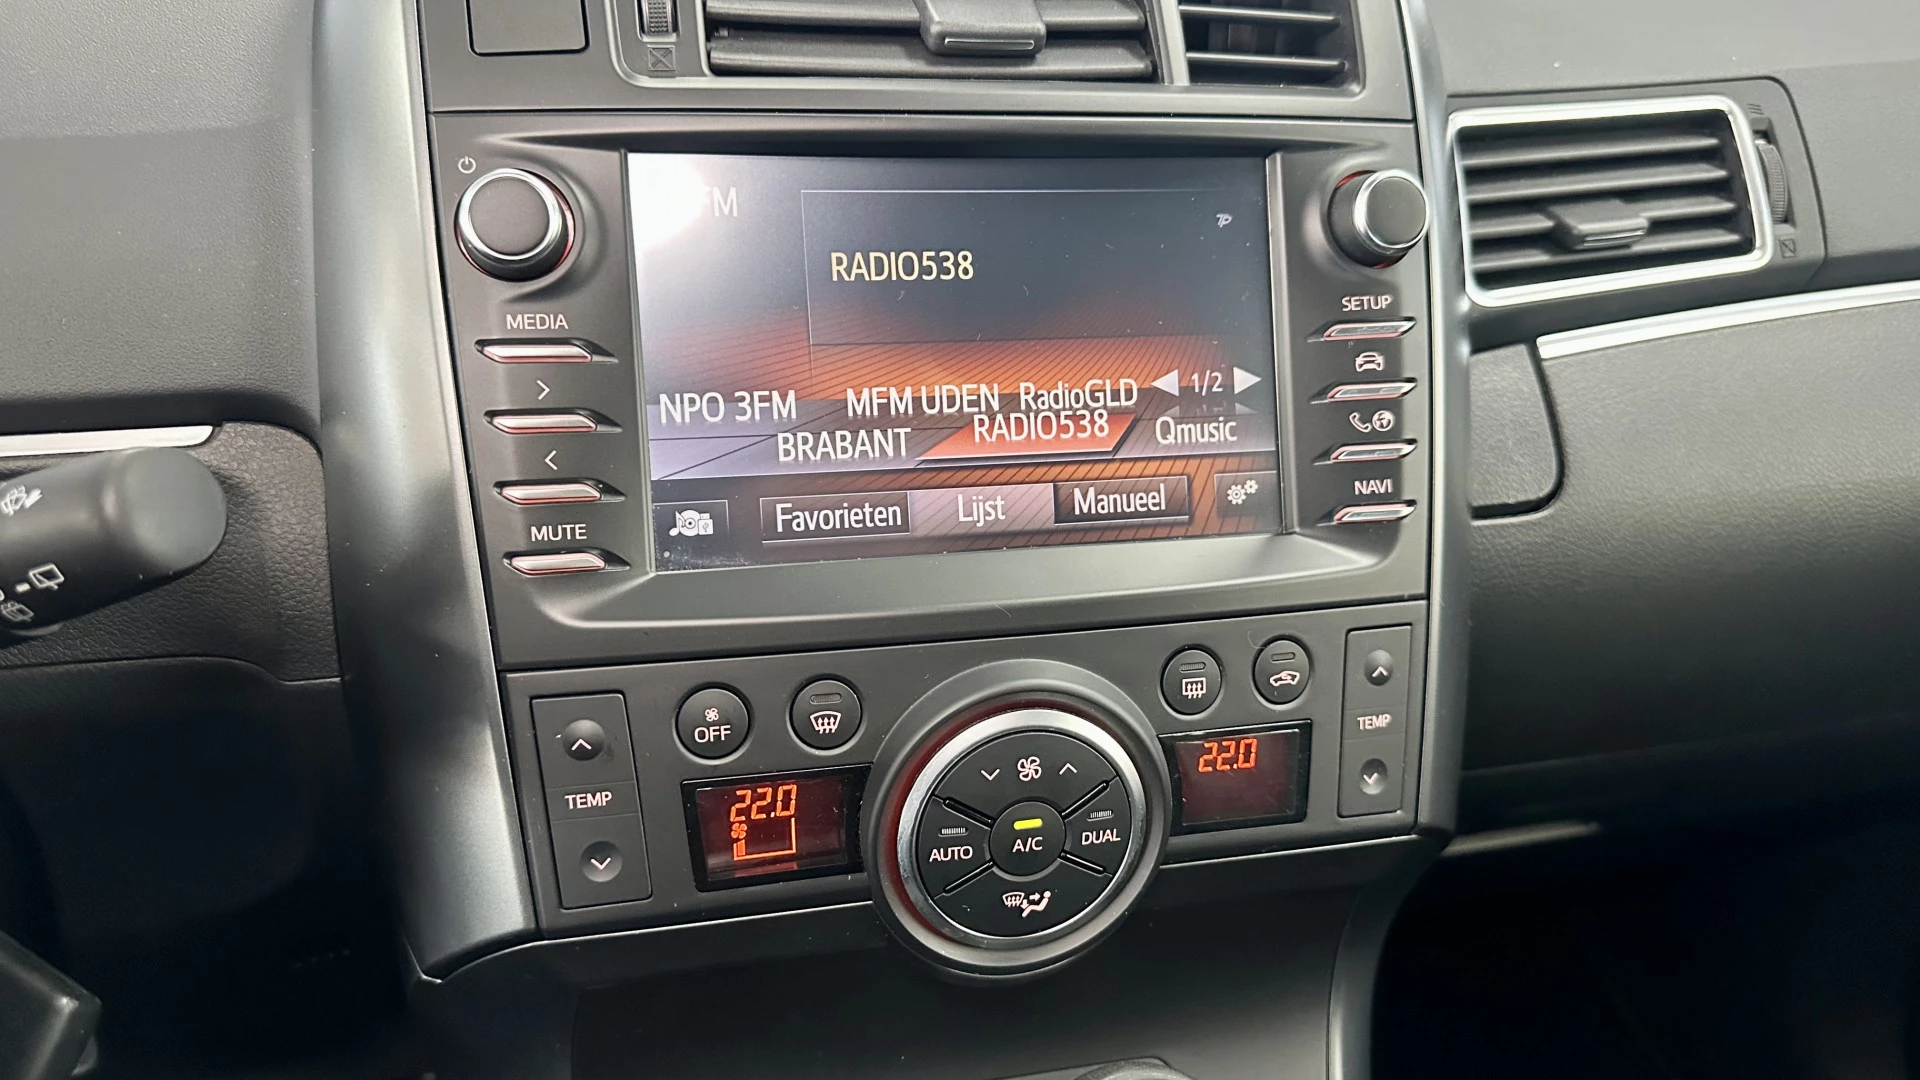 FM
TP
RADIO538
MEDIA
SETUP
NPO 3FM MFM UDEN RadioGLD 1/2
BRABANT RADIO538 Qmusic
NAVI
Favorieten Lijst Manueel
MUTE
OFF
TEMP
TEMP
22.0
22.0
AUTO A/C DUAL